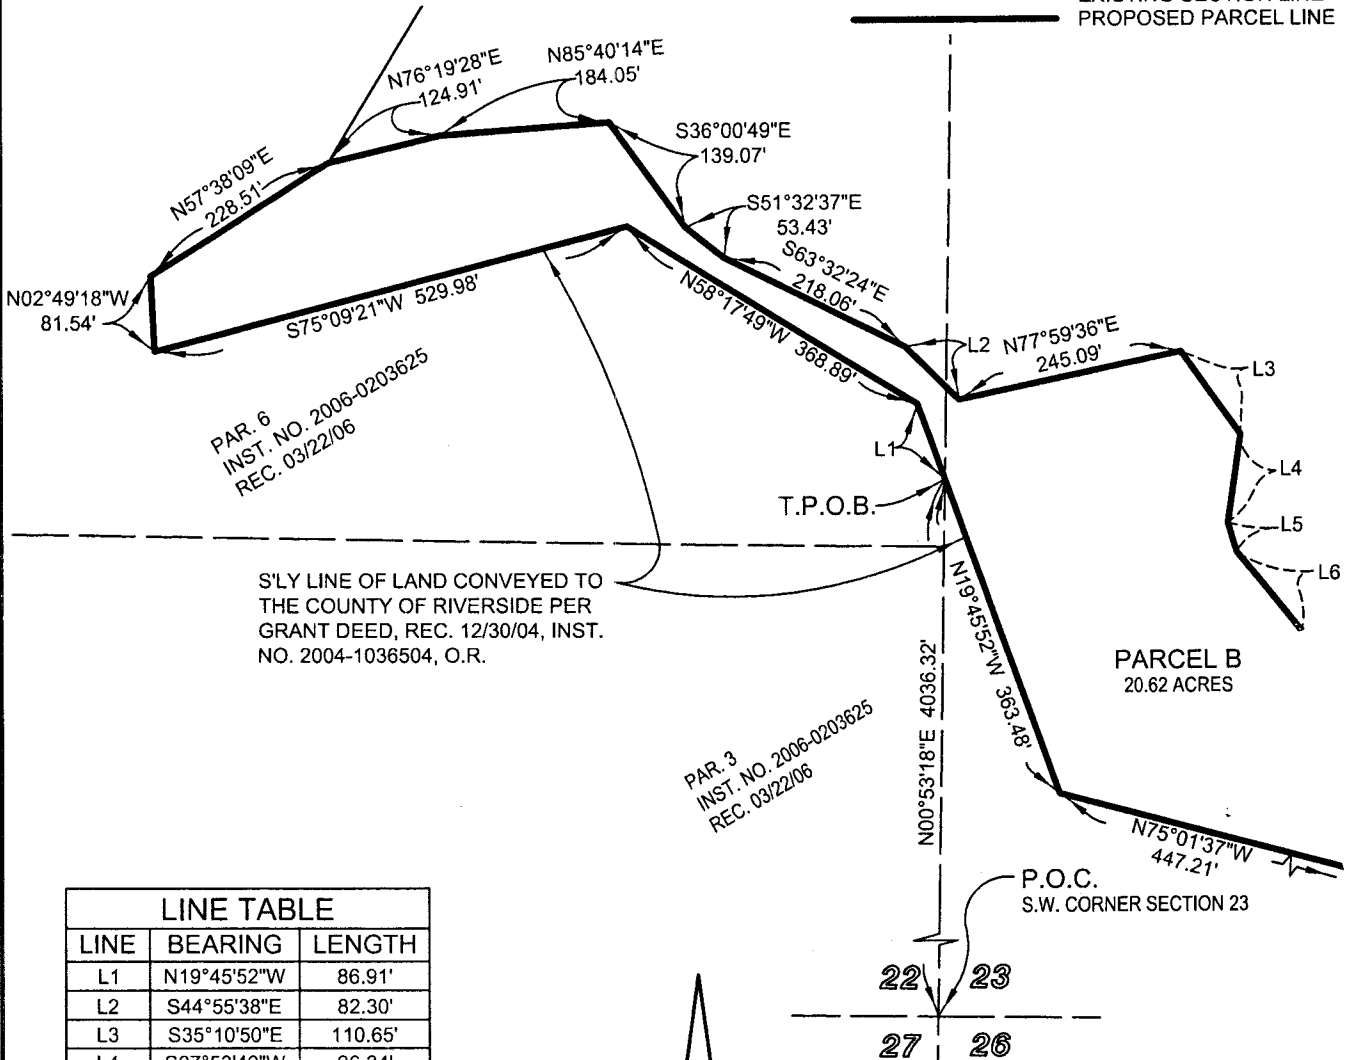 PROPOSED PARCEL LINE
N85°40'14"E
184.05'
N76°19'28"E
124.91'
S36°00'49"E
139.07'
N57°38'09"E
228.51'
S51°32'37"E
53.43'
S63°32'24"E
218.06'
N02°49'18"W
81.54'
S75°09'21"W 529.98'
N58°17'49"W 368.89'
L2
N77°59'36"E
245.09'
L3
PAR. 6
INST. NO. 2006-0203625
REC. 03/22/06
L1
L4
T.P.O.B.
L5
L6
S'LY LINE OF LAND CONVEYED TO
THE COUNTY OF RIVERSIDE PER
GRANT DEED, REC. 12/30/04, INST.
NO. 2004-1036504, O.R.
N19°45'52"W 363.48'
PARCEL B
20.62 ACRES
N00°53'18"E 4036.32'
PAR. 3
INST. NO. 2006-0203625
REC. 03/22/06
N75°01'37"W
447.21'
P.O.C.
S.W. CORNER SECTION 23
22 23
27 26
LINE TABLE
LINE BEARING LENGTH
L1 N19°45'52"W 86.91'
L2 S44°55'38"E 82.30'
L3 S35°10'50"E 110.65'
L4